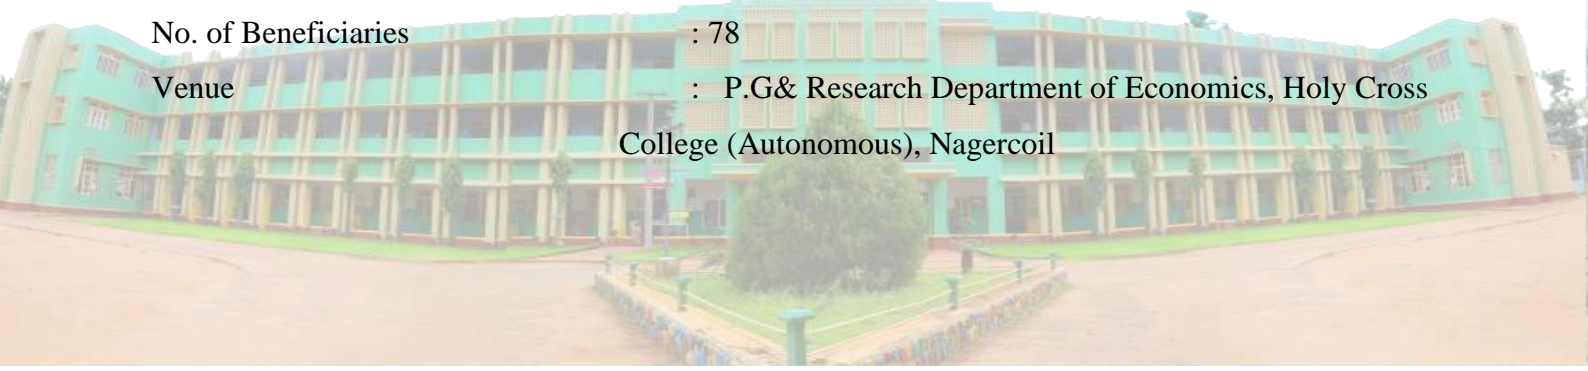 No. of Beneficiaries : 78
Venue : P.G& Research Department of Economics, Holy Cross
College (Autonomous), Nagercoil